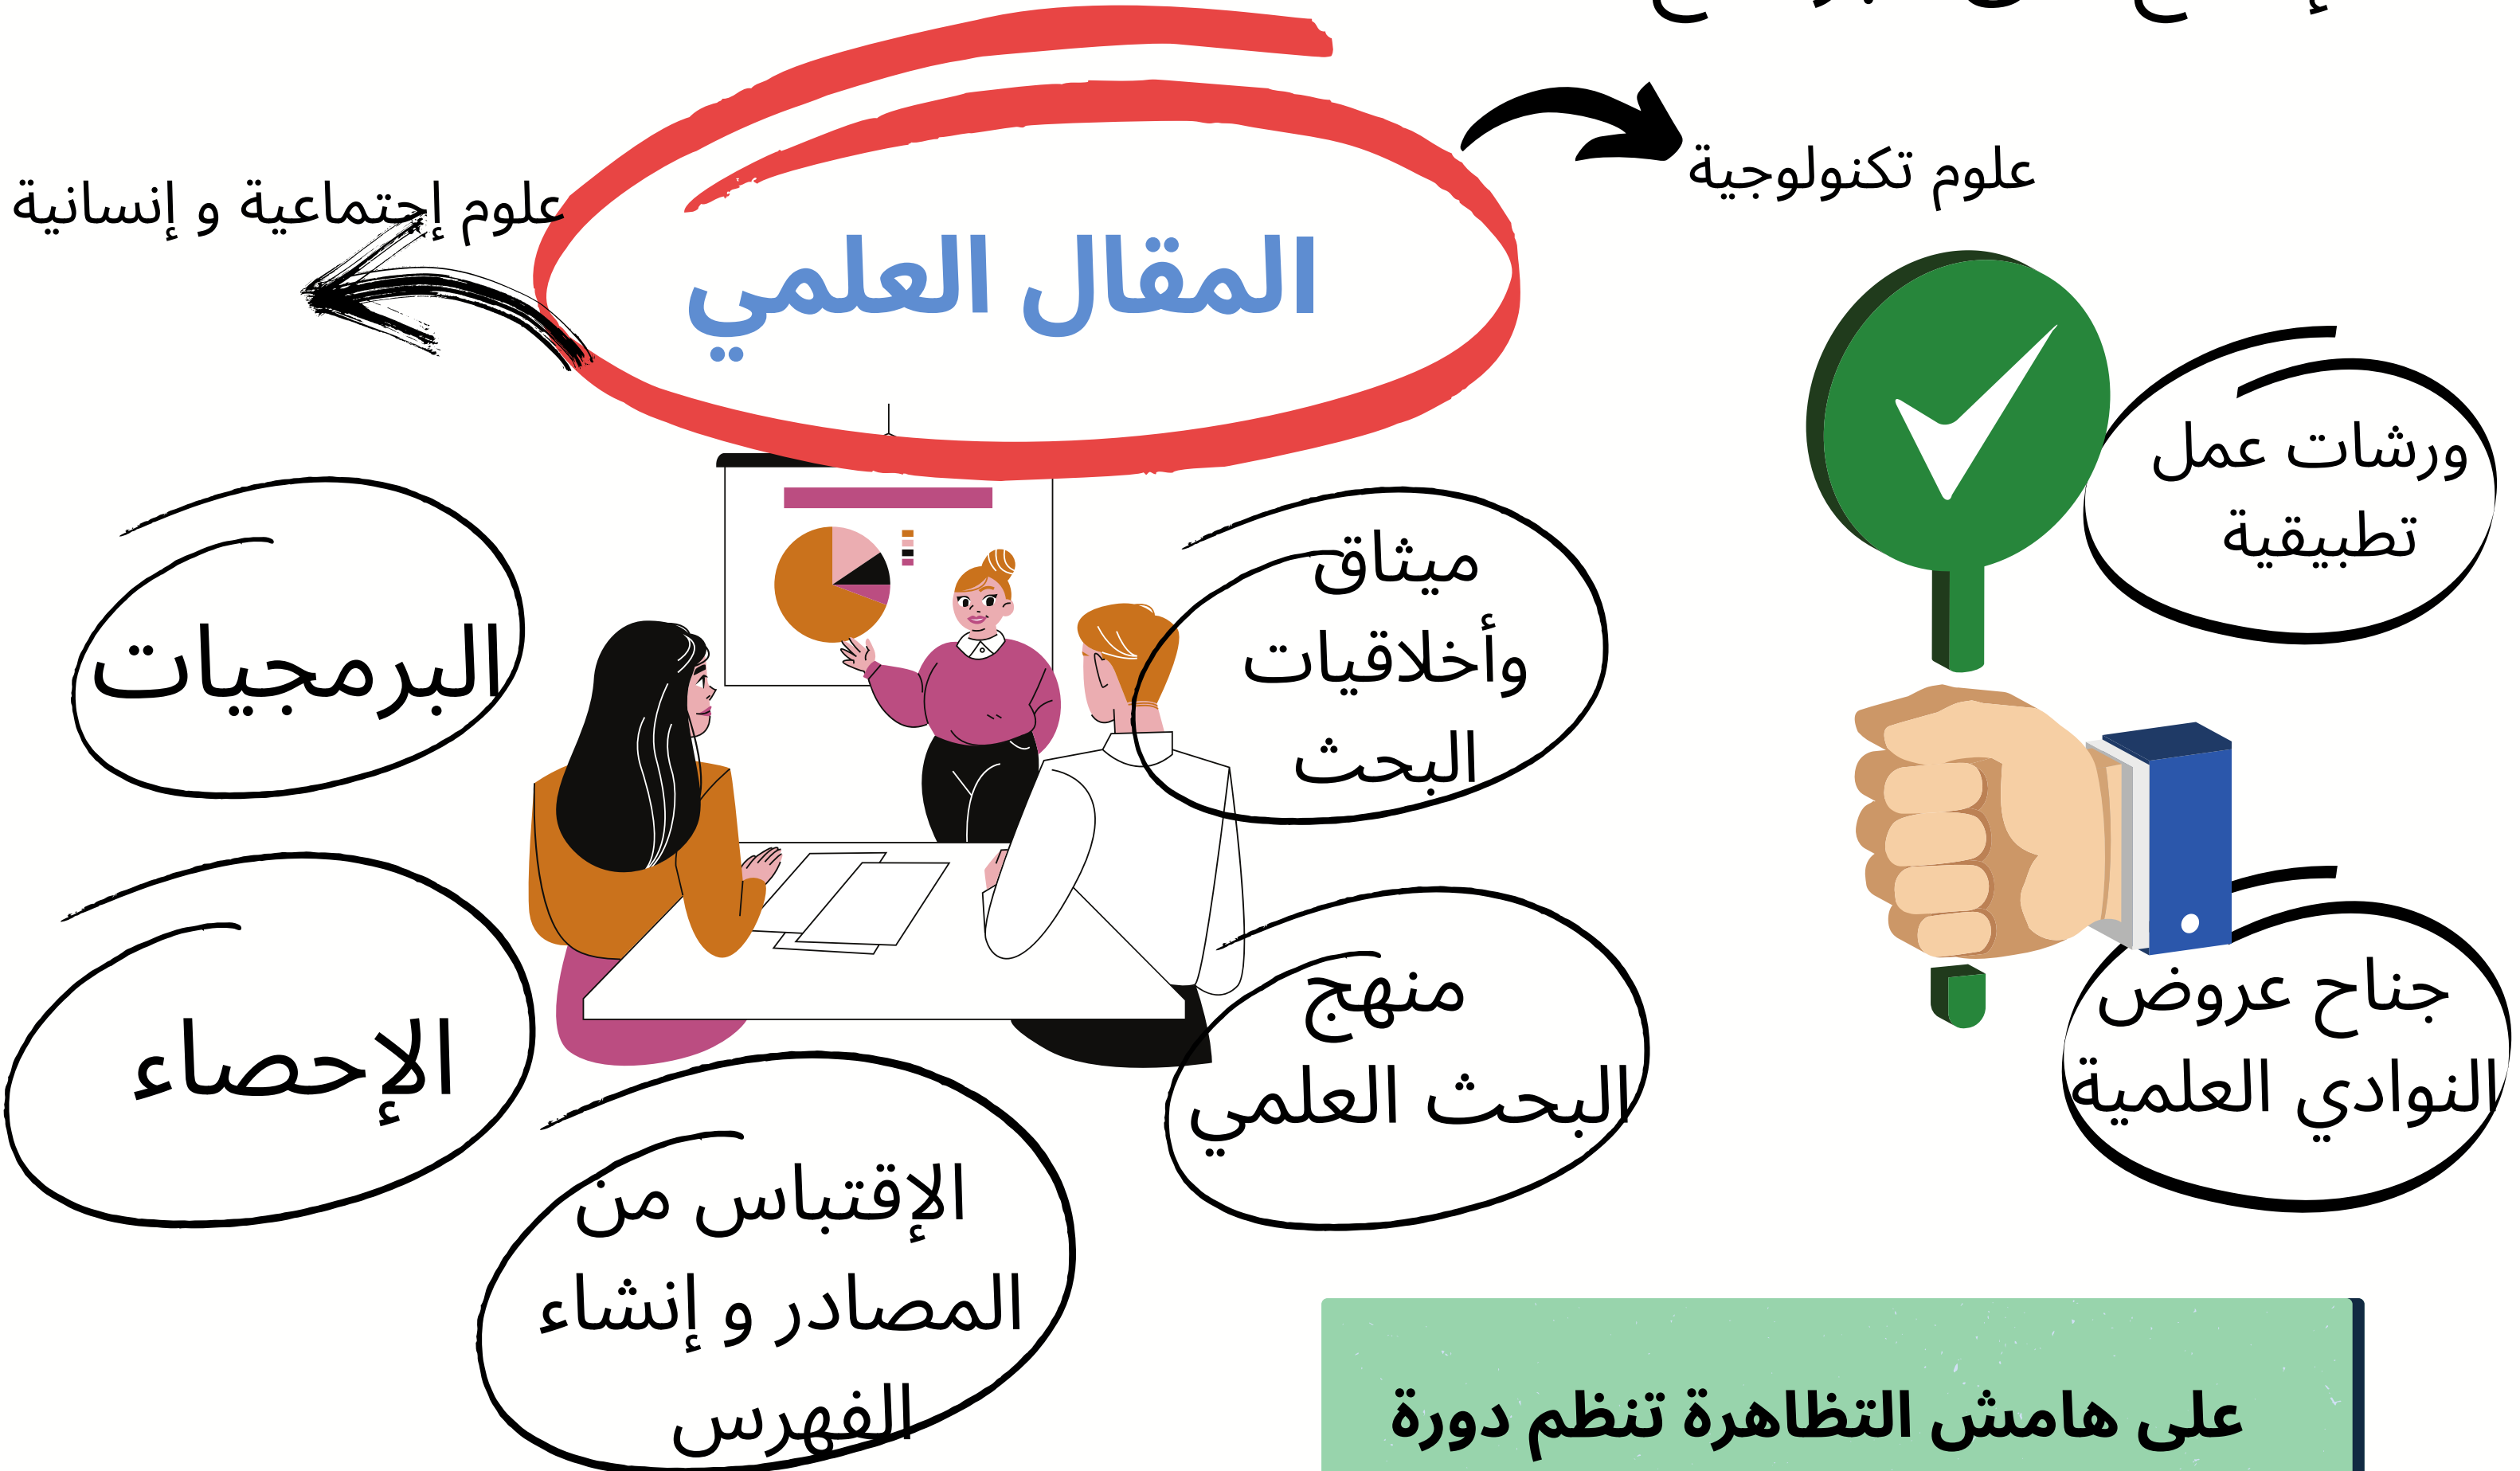 علوم تكنولوجية
علوم إجتماعية و إنسانية
المقال العلمي
ورشات عمل
تطبيقية
ميثاق
وأخلاقيات
البحث
البرمجيات
جناح عروض
النوادي العلمية
منهج
البحث العلمي
الإحصاء
الإقتباس من
المصادر و إنشاء
الفهرس
على هامش التظاهرة تنظم دورة